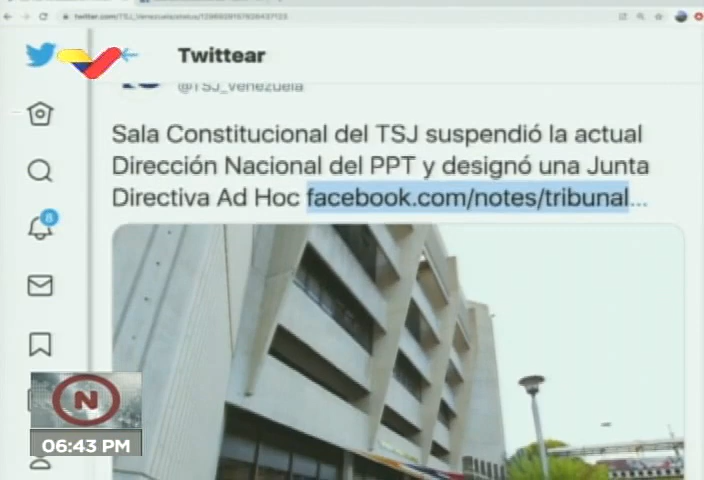 Twittear
@TSJ_Venezuela
Sala Constitucional del TSJ suspendió la actual
Dirección Nacional del PPT y designó una Junta
Directiva Ad Hoc facebook.com/notes/tribunal...
8
N
06:43 PM